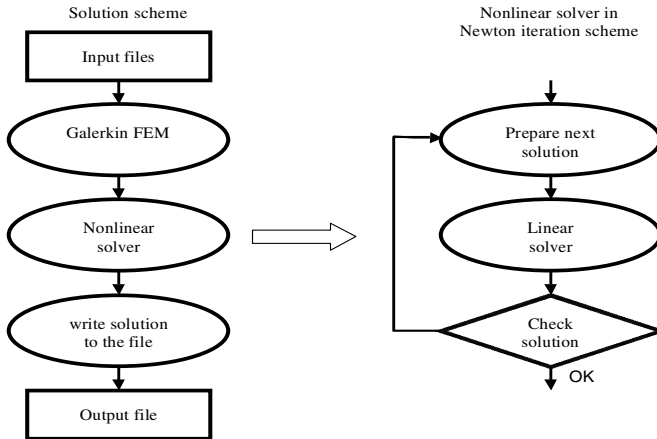 Solution scheme
Input files
Galerkin FEM
Nonlinear
solver
write solution
to the file
Output file
Nonlinear solver in
Newton iteration scheme
Prepare next
solution
Linear
solver
Check
solution
OK